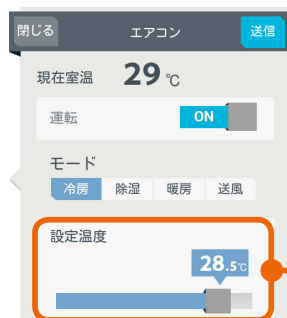 閉じる エアコン 送信
現在室温 29℃
運転 ON
モード
冷房 除湿 暖房 送風
設定温度
28.5℃